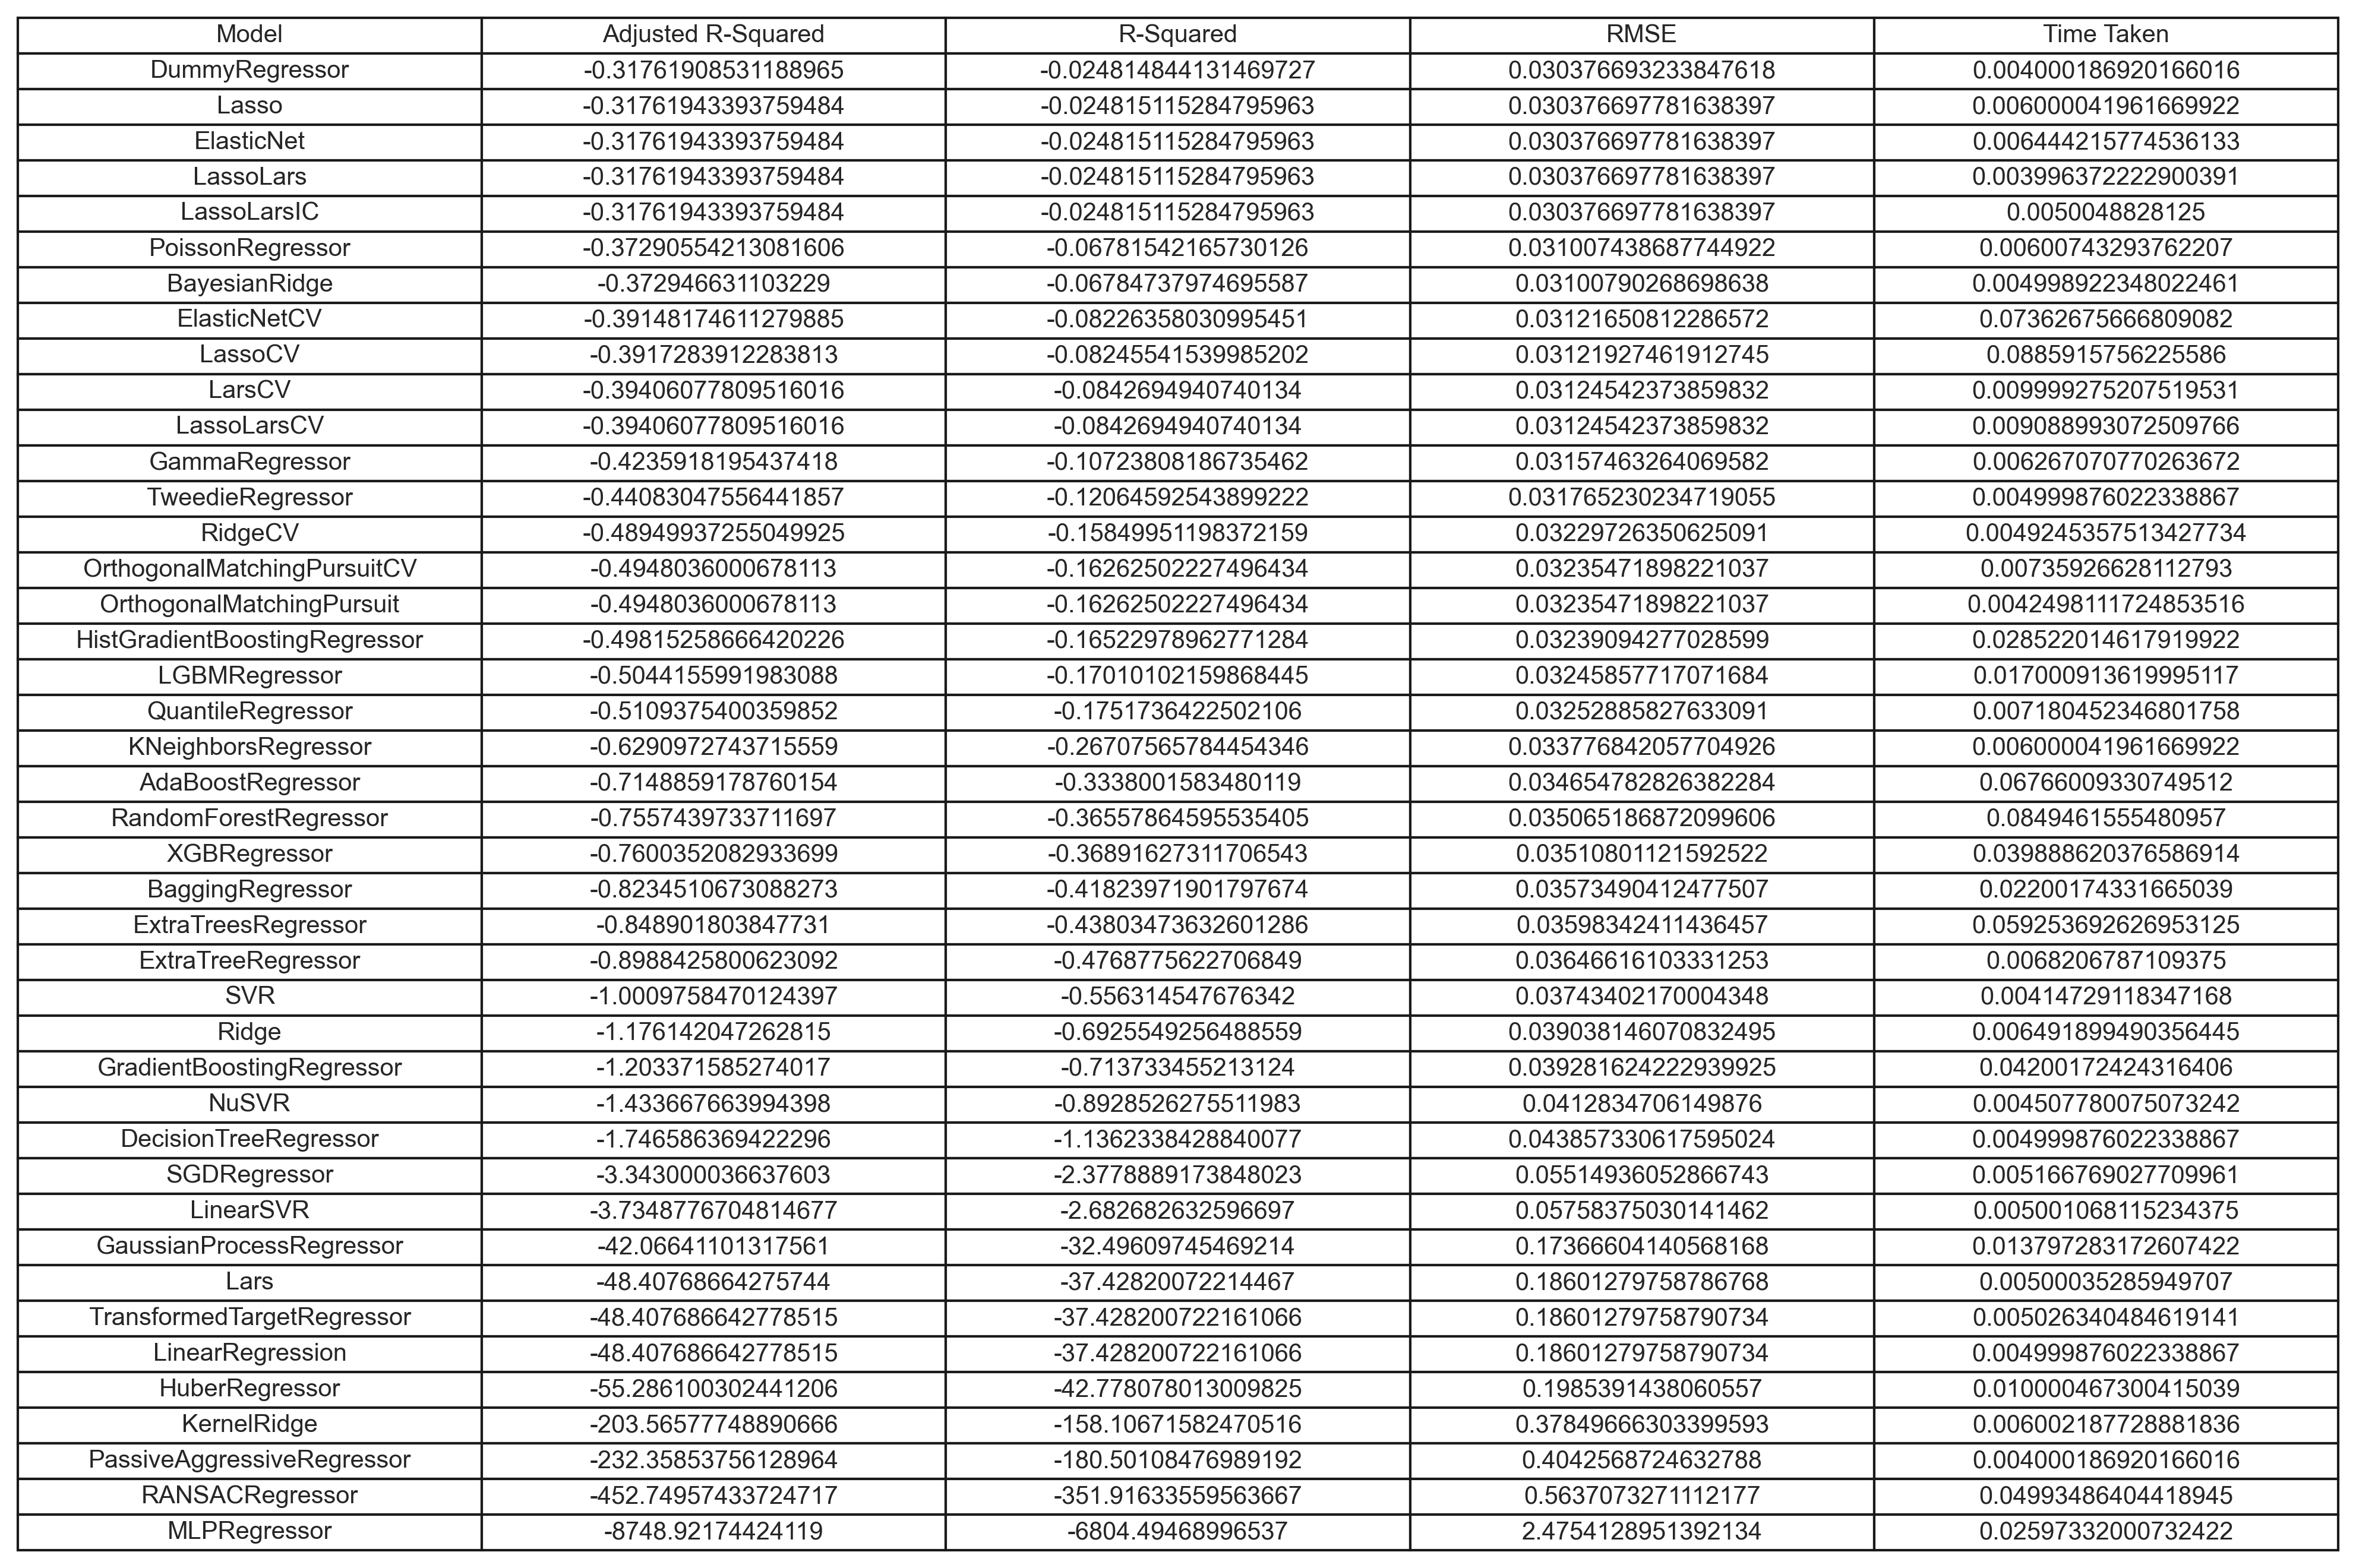 Model Adjusted R-Squared R-Squared RMSE Time Taken
DummyRegressor -0.31761908531188965 -0.024814844131469727 0.030376693233847618 0.004000186920166016
Lasso -0.31761943393759484 -0.024815115284795963 0.030376697781638397 0.006000041961669922
ElasticNet -0.31761943393759484 -0.024815115284795963 0.030376697781638397 0.006444215774536133
LassoLars -0.31761943393759484 -0.024815115284795963 0.030376697781638397 0.003996372222900391
LassoLarsIC -0.31761943393759484 -0.024815115284795963 0.030376697781638397 0.0050048828125
PoissonRegressor -0.37290554213081606 -0.06781542165730126 0.031007438687744922 0.00600743293762207
BayesianRidge -0.372946631103229 -0.06784737974695587 0.03100790268698638 0.004998922348022461
ElasticNetCV -0.39148174611279885 -0.08226358030995451 0.03121650812286572 0.07362675666809082
LassoCV -0.3917283912283813 -0.08245541539985202 0.03121927461912745 0.0885915756225586
LarsCV -0.39406077809516016 -0.0842694940740134 0.03124542373859832 0.009999275207519531
LassoLarsCV -0.39406077809516016 -0.0842694940740134 0.03124542373859832 0.009088993072509766
GammaRegressor -0.4235918195437418 -0.10723808186735462 0.03157463264069582 0.006267070770263672
TweedieRegressor -0.44083047556441857 -0.12064592543899222 0.031765230234719055 0.004999876022338867
RidgeCV -0.48949937255049925 -0.15849951198372159 0.03229726350625091 0.0049245357513427734
OrthogonalMatchingPursuitCV -0.4948036000678113 -0.16262502227496434 0.03235471898221037 0.00735926628112793
OrthogonalMatchingPursuit -0.4948036000678113 -0.16262502227496434 0.03235471898221037 0.0042498111724853516
HistGradientBoostingRegressor -0.49815258666420226 -0.16522978962771284 0.03239094277028599 0.028522014617919922
LGBMRegressor -0.5044155991983088 -0.17010102159868445 0.03245857717071684 0.017000913619995117
QuantileRegressor -0.5109375400359852 -0.1751736422502106 0.03252885827633091 0.007180452346801758
KNeighborsRegressor -0.6290972743715559 -0.26707565784454346 0.033776842057704926 0.006000041961669922
AdaBoostRegressor -0.7148859178760154 -0.3338001583480119 0.034654782826382284 0.06766009330749512
RandomForestRegressor -0.7557439733711697 -0.36557864595535405 0.035065186872099606 0.0849461555480957
XGBRegressor -0.7600352082933699 -0.36891627311706543 0.03510801121592522 0.039888620376586914
BaggingRegressor -0.8234510673088273 -0.41823971901797674 0.03573490412477507 0.02200174331665039
ExtraTreesRegressor -0.848901803847731 -0.43803473632601286 0.03598342411436457 0.059253692626953125
ExtraTreeRegressor -0.8988425800623092 -0.4768775622706849 0.03646616103331253 0.0068206787109375
SVR -1.0009758470124397 -0.556314547676342 0.03743402170004348 0.00414729118347168
Ridge -1.176142047262815 -0.6925549256488559 0.039038146070832495 0.006491899490356445
GradientBoostingRegressor -1.203371585274017 -0.713733455213124 0.039281624222939925 0.04200172424316406
NuSVR -1.433667663994398 -0.8928526275511983 0.0412834706149876 0.004507780075073242
DecisionTreeRegressor -1.746586369422296 -1.1362338428840077 0.043857330617595024 0.004999876022338867
SGDRegressor -3.343000036637603 -2.3778889173848023 0.05514936052866743 0.005166769027709961
LinearSVR -3.7348776704814677 -2.682682632596697 0.05758375030141462 0.005001068115234375
GaussianProcessRegressor -42.06641101317561 -32.49609745469214 0.17366604140568168 0.013797283172607422
Lars -48.40768664275744 -37.42820072214467 0.18601279758786768 0.00500035285949707
TransformedTargetRegressor -48.407686642778515 -37.428200722161066 0.18601279758790734 0.005026340484619141
LinearRegression -48.407686642778515 -37.428200722161066 0.18601279758790734 0.004999876022338867
HuberRegressor -55.286100302441206 -42.778078013009825 0.1985391438060557 0.010000467300415039
KernelRidge -203.56577748890666 -158.10671582470516 0.37849666303399593 0.006002187728881836
PassiveAggressiveRegressor -232.35853756128964 -180.50108476989192 0.4042568724632788 0.004000186920166016
RANSACRegressor -452.74957433724717 -351.91633559563667 0.5637073271112177 0.04993486404418945
MLPRegressor -8748.92174424119 -6804.49468996537 2.4754128951392134 0.02597332000732422